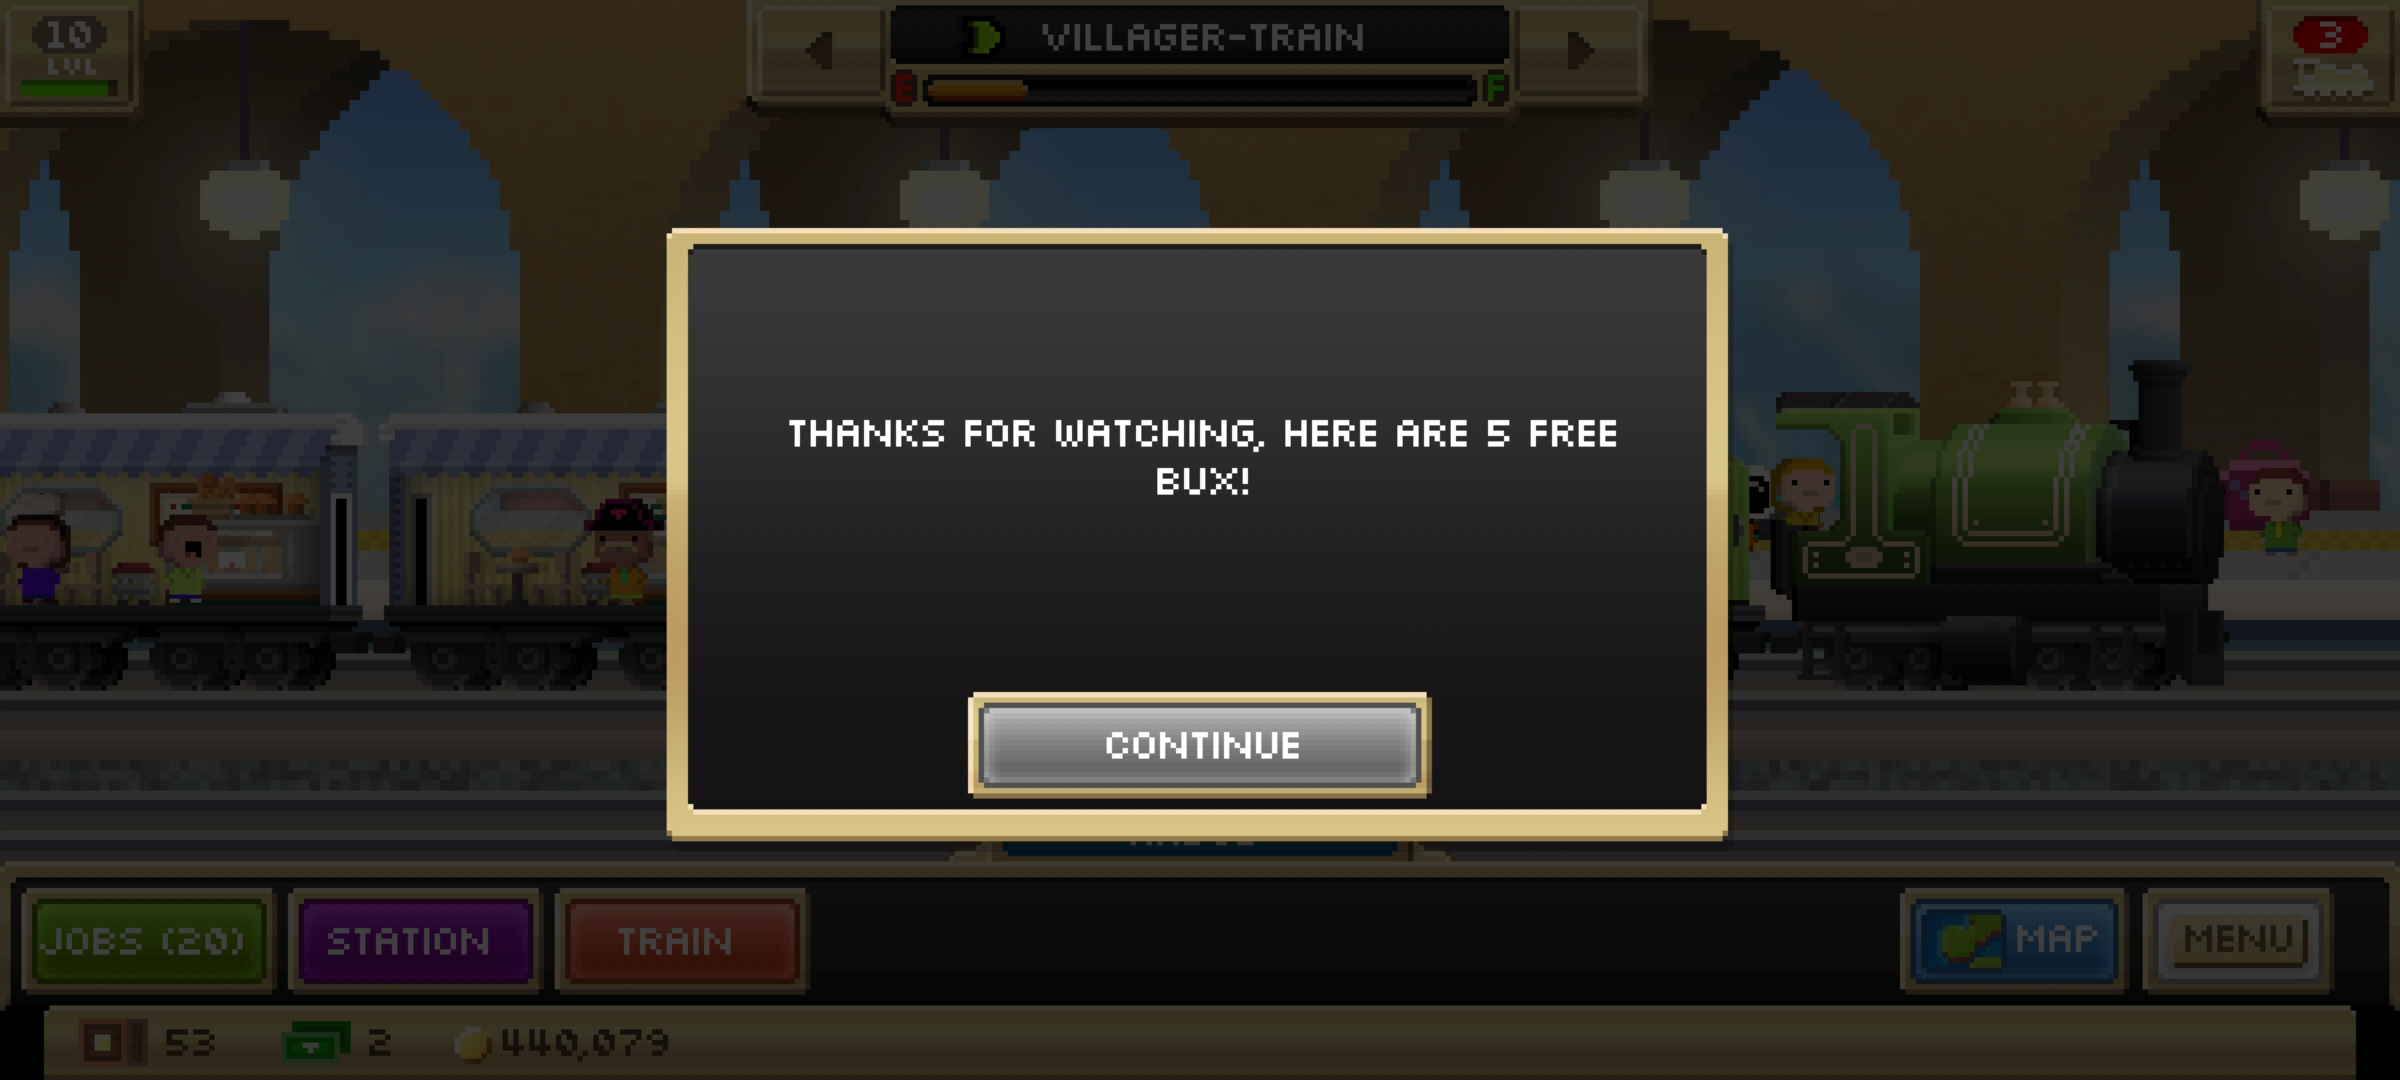 10
LVL
VILLAGER-TRAIN
E F
3
THANKS FOR WATCHING, HERE ARE 5 FREE
BUX!
CONTINUE
JOBS (20)
STATION
TRAIN
MAP
MENU
53
2
440,079